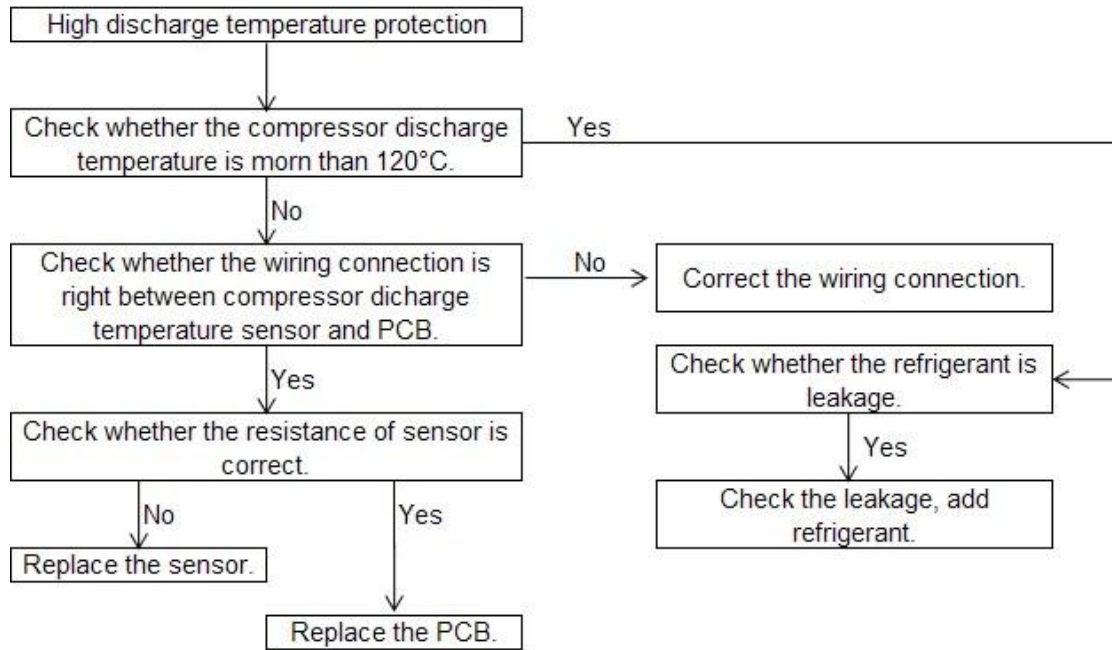 High discharge temperature protection
Check whether the compressor discharge
temperature is morn than 120°C.
Yes
No
Check whether the wiring connection is
right between compressor dicharge
temperature sensor and PCB.
No
Correct the wiring connection.
Yes
Check whether the refrigerant is
leakage.
Yes
Check the leakage, add
refrigerant.
Check whether the resistance of sensor is
correct.
No
Yes
Replace the sensor.
Replace the PCB.